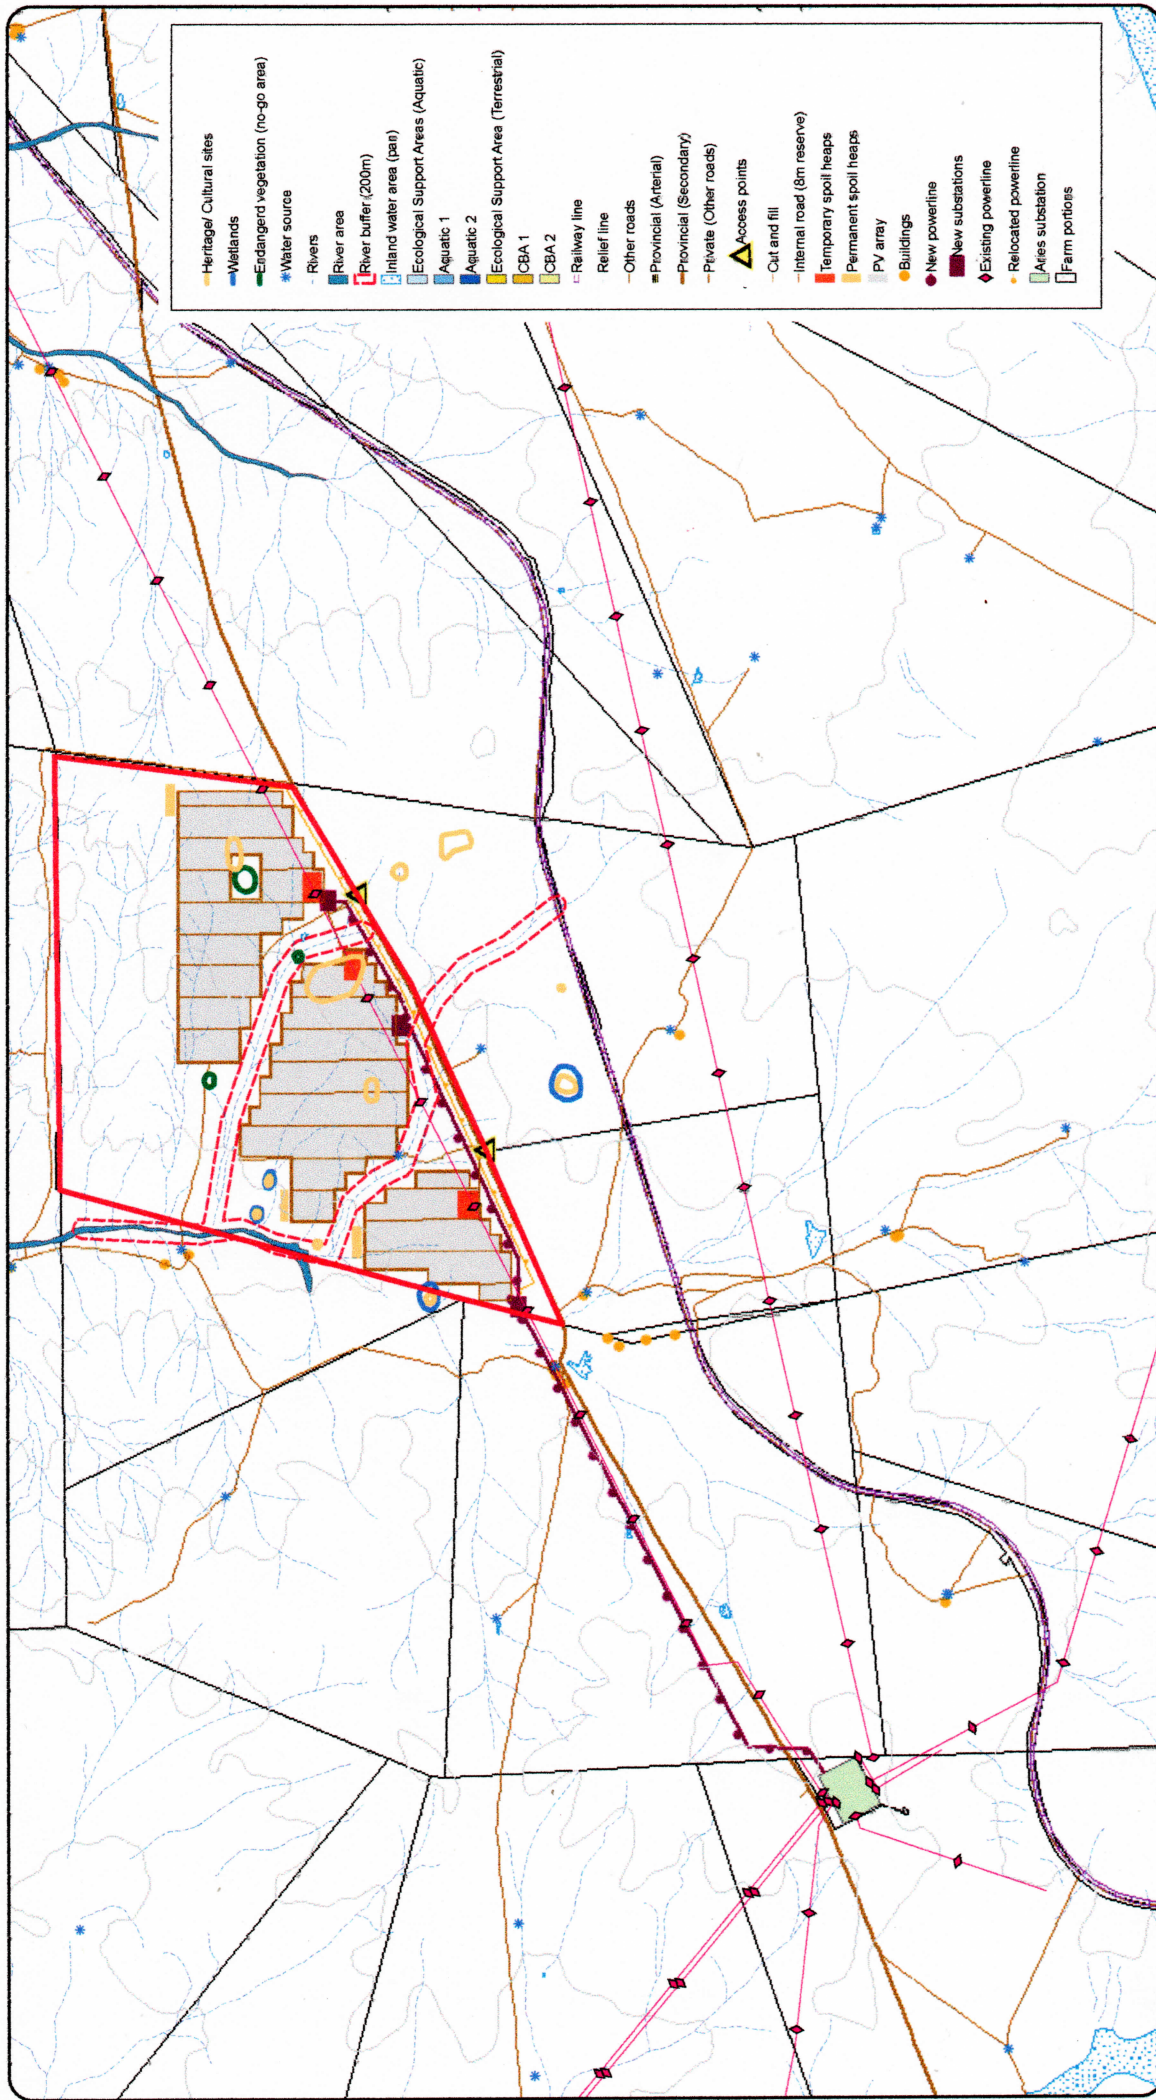 Heritage/ Cultural sites
Wetlands
Endangerd vegetation (no-go area)
Water source
Rivers
River area
River buffer (200m)
Inland water area (pan)
Ecological Support Areas (Aquatic)
Aquatic 1
Aquatic 2
Ecological Support Area (Terrestrial)
CBA 1
CBA 2
Railway line
Relief line
Other roads
Provincial (Arterial)
Provincial (Secondary)
Private (Other roads)
Access points
Cut and fill
Internal road (8m reserve)
Temporary spoil heaps
Permanent spoil heaps
PV array
Buildings
New powerline
New substations
Existing powerline
Relocated powerline
Aries substation
Farm portions